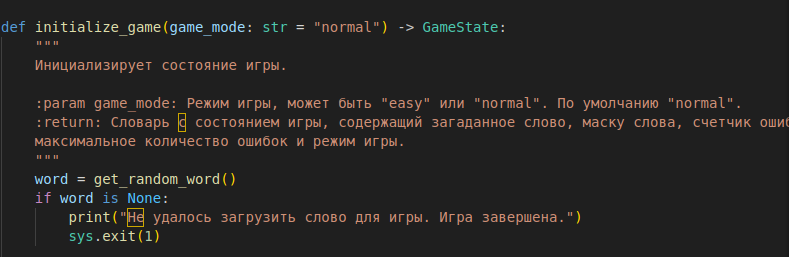 def initialize_game(game_mode: str = "normal") -> GameState:
"""
Инициализирует состояние игры.
:param game_mode: Режим игры, может быть "easy" или "normal". По умолчанию "normal".
:return: Словарь с состоянием игры, содержащий загаданное слово, маску слова, счетчик ошиб
максимальное количество ошибок и режим игры.
"""
word = get_random_word()
if word is None:
print("Не удалось загрузить слово для игры. Игра завершена.")
sys.exit(1)